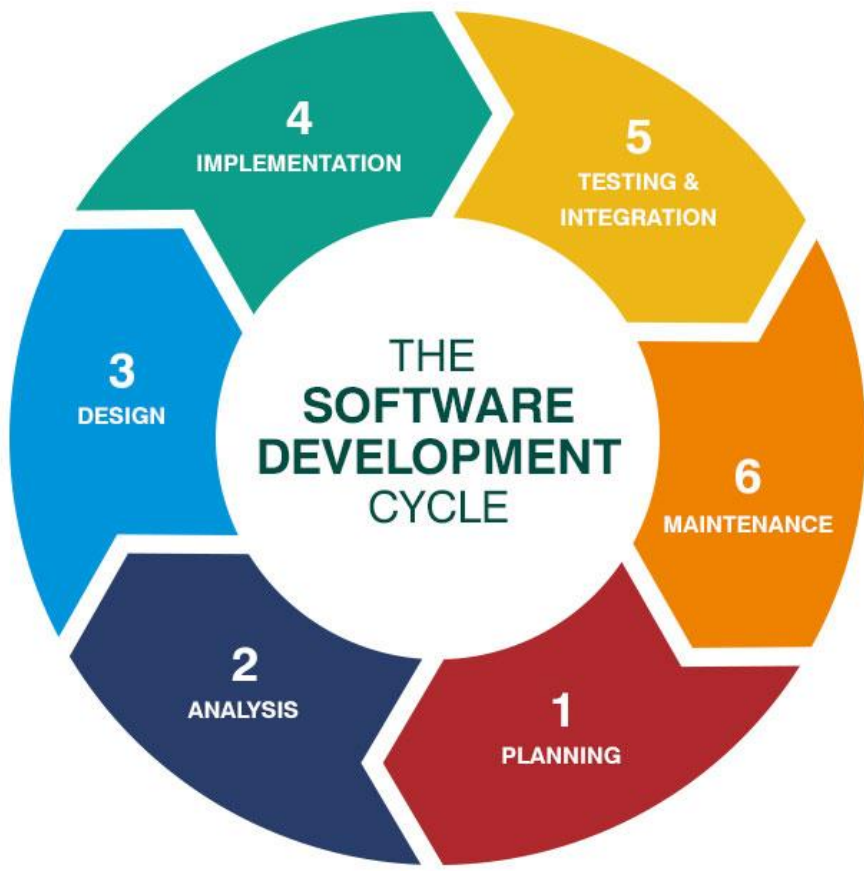 THE
SOFTWARE
DEVELOPMENT
CYCLE
1
PLANNING
2
ANALYSIS
3
DESIGN
4
IMPLEMENTATION
5
TESTING &
INTEGRATION
6
MAINTENANCE